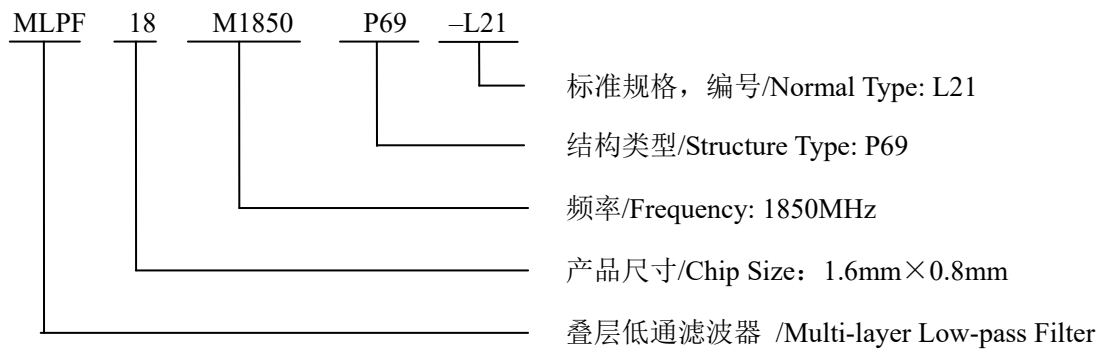 MLPF 18 M1850 P69 –L21
标准规格，编号/Normal Type: L21
结构类型/Structure Type: P69
频率/Frequency: 1850MHz
产品尺寸/Chip Size：1.6mm×0.8mm
叠层低通滤波器 /Multi-layer Low-pass Filter